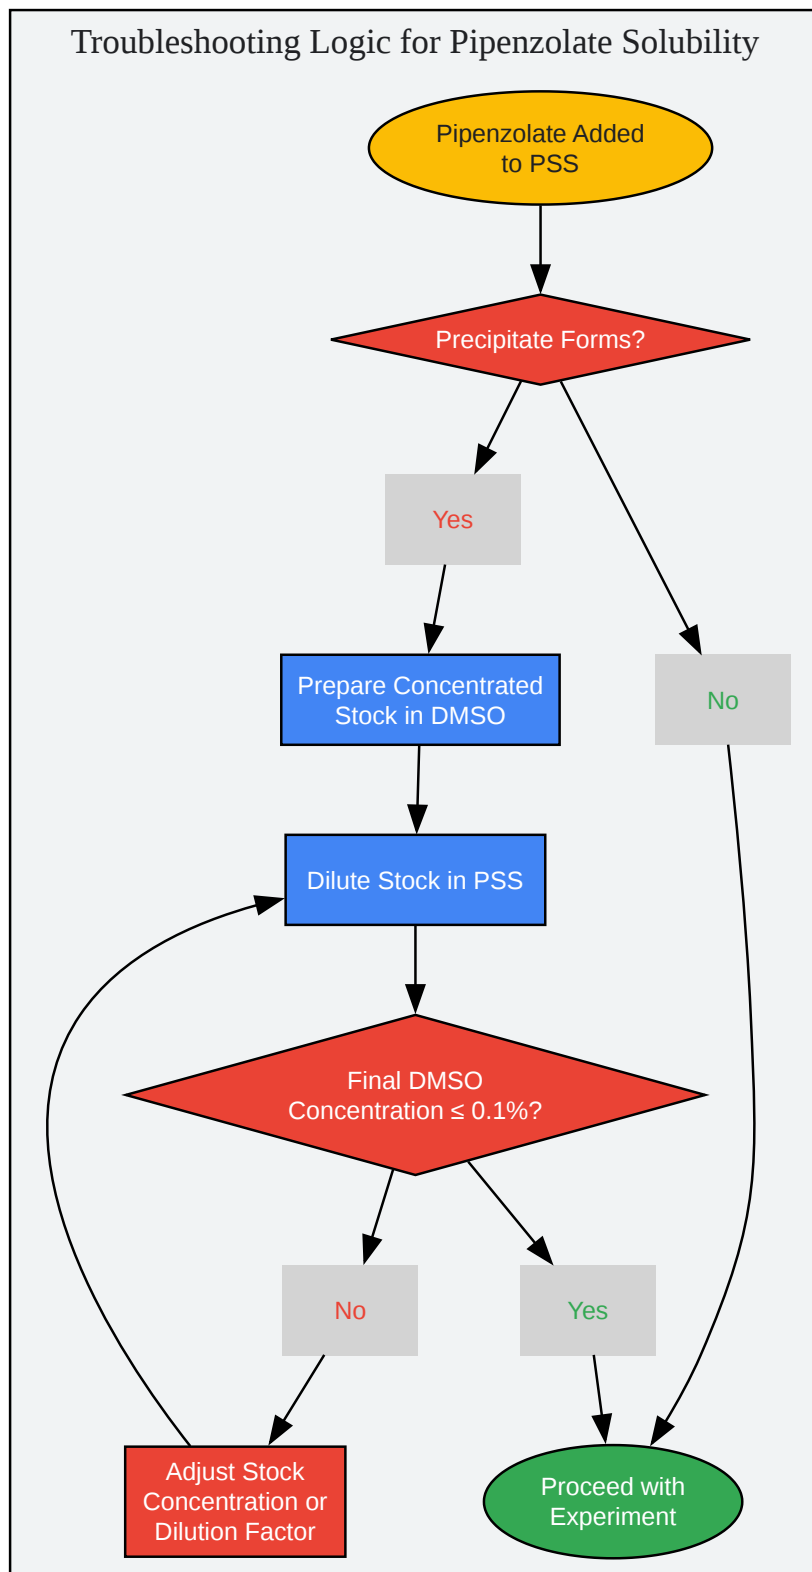 Troubleshooting Logic for Pipenzolate Solubility
Pipenzolate Added
to PSS
Precipitate Forms?
Yes
Prepare Concentrated
Stock in DMSO
No
Dilute Stock in PSS
Final DMSO
Concentration ≤ 0.1%?
No
Yes
Adjust Stock
Concentration or
Dilution Factor
Proceed with
Experiment